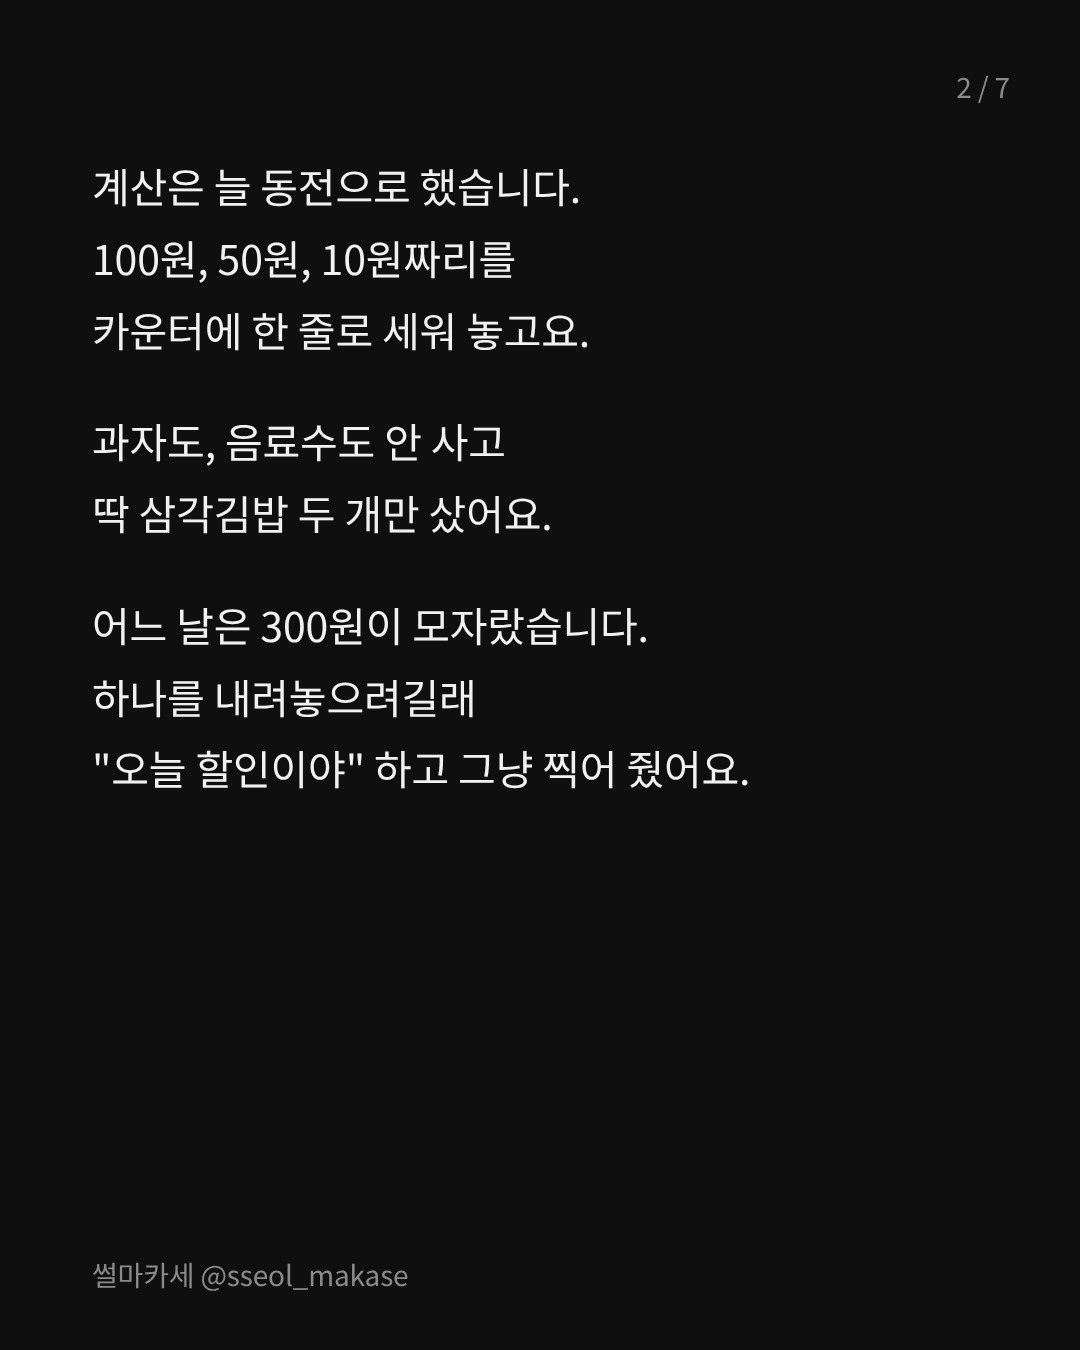 2 / 7
계산은 늘 동전으로 했습니다.
100원, 50원, 10원짜리를
카운터에 한 줄로 세워 놓고요.
과자도, 음료수도 안 사고
딱 삼각김밥 두 개만 샀어요.
어느 날은 300원이 모자랐습니다.
하나를 내려놓으려길래
"오늘 할인이야" 하고 그냥 찍어 줬어요.
썰마카세 @sseol_makase